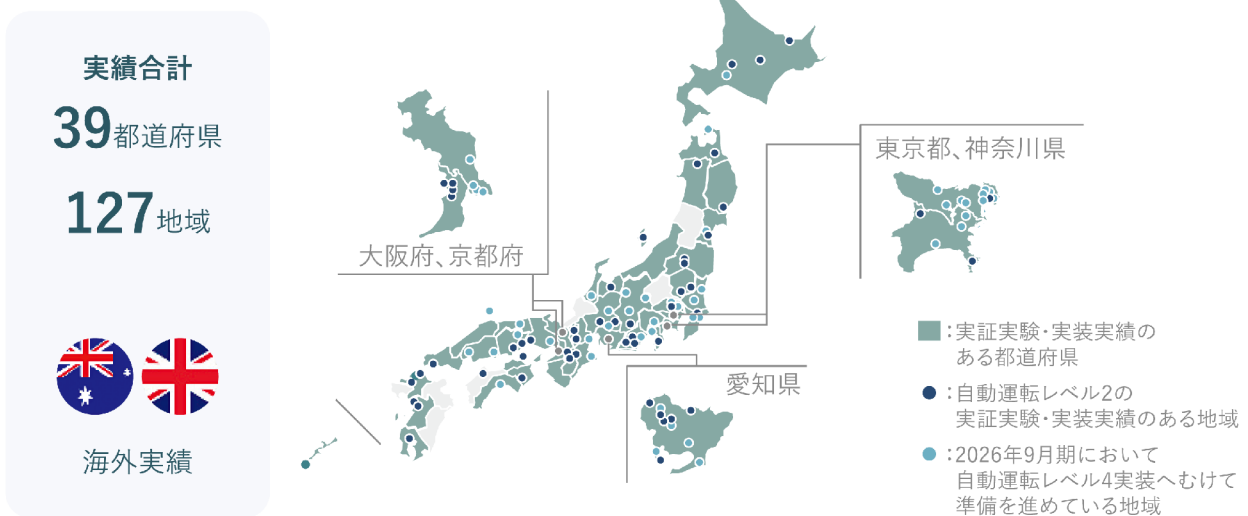 実績合計
39都道府県
127地域
海外実績
大阪府、京都府
東京都、神奈川県
愛知県
：実証実験・実装実績の
ある都道府県
：自動運転レベル2の
実証実験・実装実績のある地域
：2026年9月期において
自動運転レベル4実装へむけて
準備を進めている地域